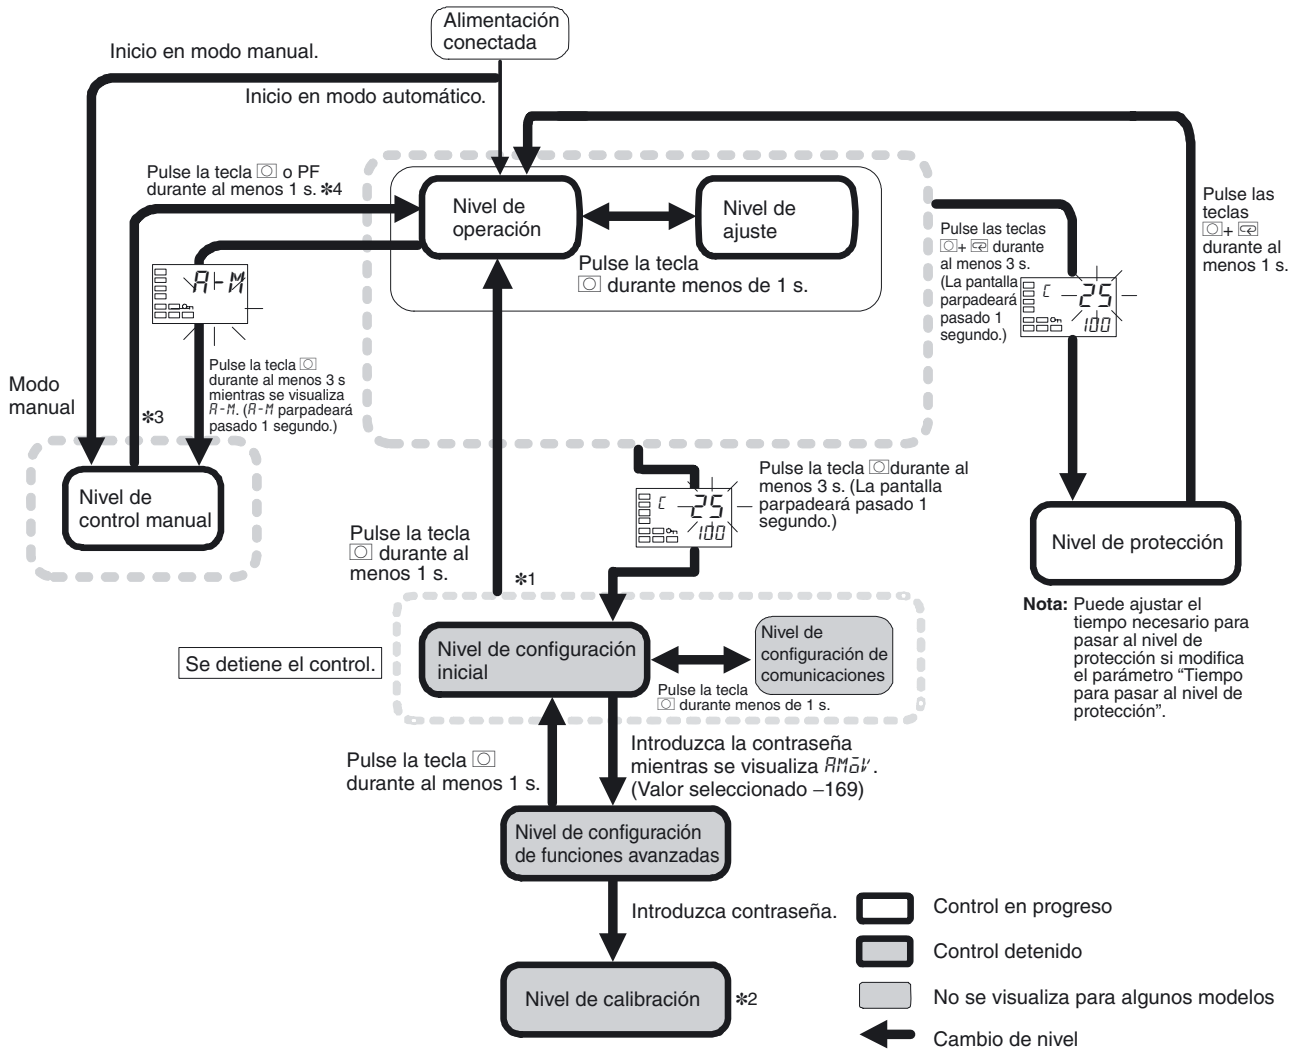 Alimentación
conectada
Inicio en modo manual.
Inicio en modo automático.
Pulse la tecla o PF
durante al menos 1 s. *4
Nivel de
operación
Nivel de
ajuste
Pulse la tecla
durante menos de 1 s.
A-M
Pulse la tecla
durante al menos 3 s
mientras se visualiza
A-M. (A-M parpadeará
pasado 1 segundo.)
Modo
manual
*3
Nivel de
control manual
Pulse las teclas
+ durante
al menos 3 s.
(La pantalla
parpadeará
pasado 1
segundo.)
C 25
100
Pulse las
teclas
+
durante al
menos 1 s.
Nivel de protección
Nota: Puede ajustar el
tiempo necesario para
pasar al nivel de
protección si modifica
el parámetro “Tiempo
para pasar al nivel de
protección”.
Pulse la tecla durante al
menos 3 s. (La pantalla
parpadeará pasado 1
segundo.)
C 25
100
Pulse la tecla
durante al
menos 1 s.
*1
Se detiene el control.
Nivel de configuración
inicial
Nivel de
configuración de
comunicaciones
Pulse la tecla
durante menos de 1 s.
Pulse la tecla
durante al menos 1 s.
Introduzca la contraseña
mientras se visualiza AMoV.
(Valor seleccionado –169)
Nivel de configuración
de funciones avanzadas
Introduzca contraseña.
Nivel de calibración
*2
Control en progreso
Control detenido
No se visualiza para algunos modelos
Cambio de nivel